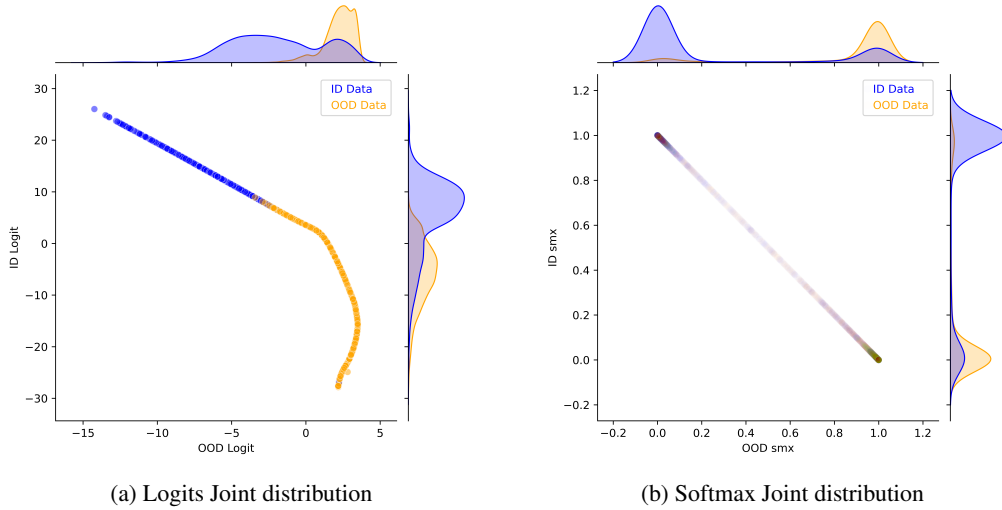 ID Data
OOD Data
30
20
10
0
−10
−20
−30
ID Logit
−15
−10
−5
0
5
OOD Logit
(a) Logits Joint distribution
ID Data
OOD Data
1.2
1.0
0.8
0.6
0.4
0.2
0.0
−0.2
ID smx
−0.2
0.0
0.2
0.4
0.6
0.8
1.0
1.2
OOD smx
(b) Softmax Joint distribution